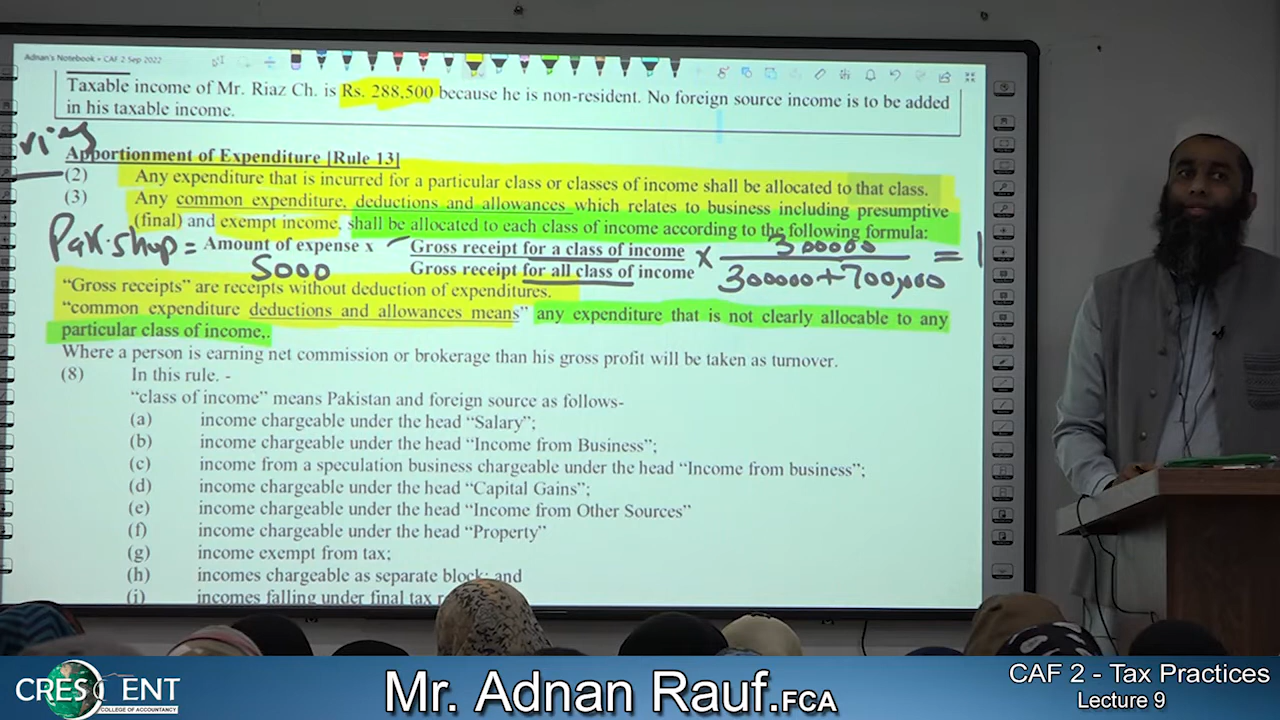 Adnan's Notebook • CAF 2 Sep 2022
Taxable income of Mr. Riaz Ch. is Rs. 288,500 because he is non-resident. No foreign source income is to be added
in his taxable income.
Apportionment of Expenditure [Rule 13]
(2) Any expenditure that is incurred for a particular class or classes of income shall be allocated to that class.
(3) Any common expenditure, deductions and allowances which relates to business including presumptive
(final) and exempt income, shall be allocated to each class of income according to the following formula:
Pak.shop = Amount of expense x Gross receipt for a class of income x 300000 = 1
5000 Gross receipt for all class of income 300000+700,000
“Gross receipts” are receipts without deduction of expenditures.
“common expenditure deductions and allowances means” any expenditure that is not clearly allocable to any
particular class of income,.
Where a person is earning net commission or brokerage than his gross profit will be taken as turnover.
(8) In this rule. -
“class of income” means Pakistan and foreign source as follows-
(a) income chargeable under the head “Salary”;
(b) income chargeable under the head “Income from Business”;
(c) income from a speculation business chargeable under the head “Income from business”;
(d) income chargeable under the head “Capital Gains”;
(e) income chargeable under the head “Income from Other Sources”
(f) income chargeable under the head “Property”
(g) income exempt from tax;
(h) incomes chargeable as separate block; and
(i) incomes falling under final tax
CRESCENT
COLLEGE OF ACCOUNTANCY
Mr. Adnan Rauf.FCA
CAF 2 - Tax Practices
Lecture 9